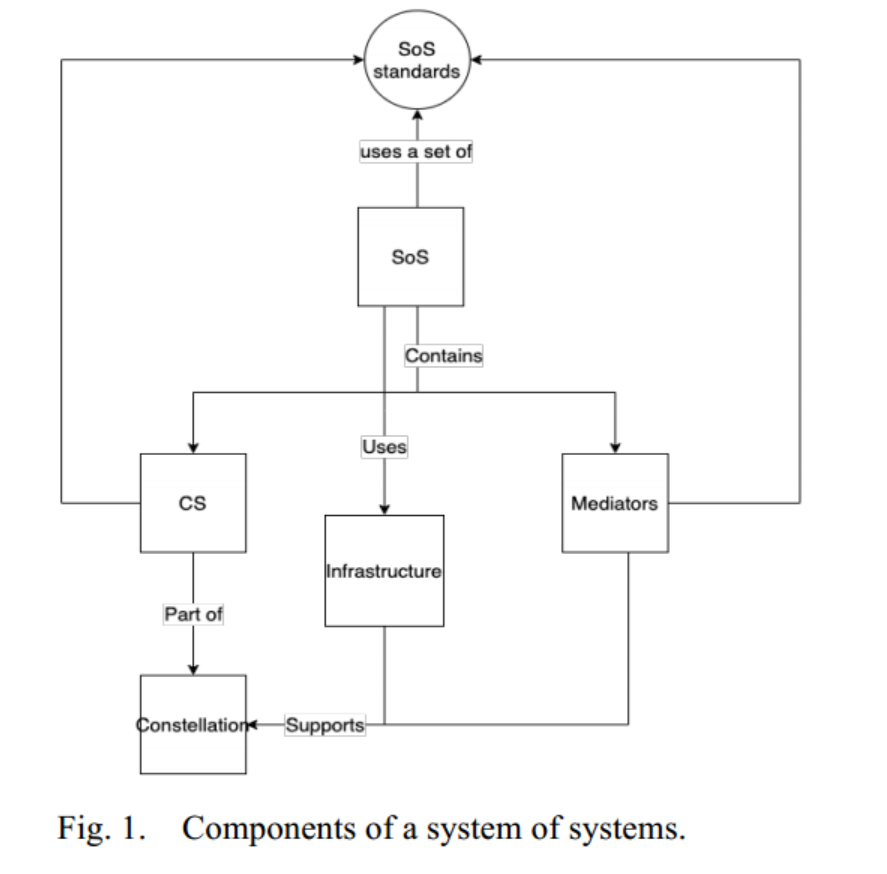 SoS
standards
uses a set of
SoS
Contains
Uses
CS
Mediators
Infrastructure
Part of
Constellation
Supports
Fig. 1. Components of a system of systems.